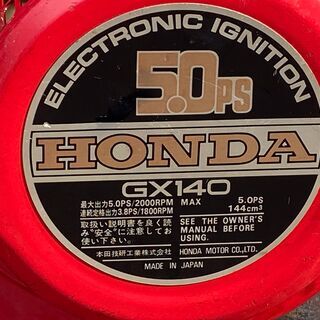 ELECTRONIC IGNITION
5.0PS
HONDA
GX140
最大出力5.0PS/2000RPM
連続定格出力3.8PS/1800RPM
取扱い説明書を良く読
み"安全"に注意してお
使い下さい。
MAX 5.0PS
144cm³
SEE THE OWNER'S
MANUAL BEFORE
USING.
本田技研工業株式会社 HONDA MOTOR CO.,LTD.
MADE IN JAPAN